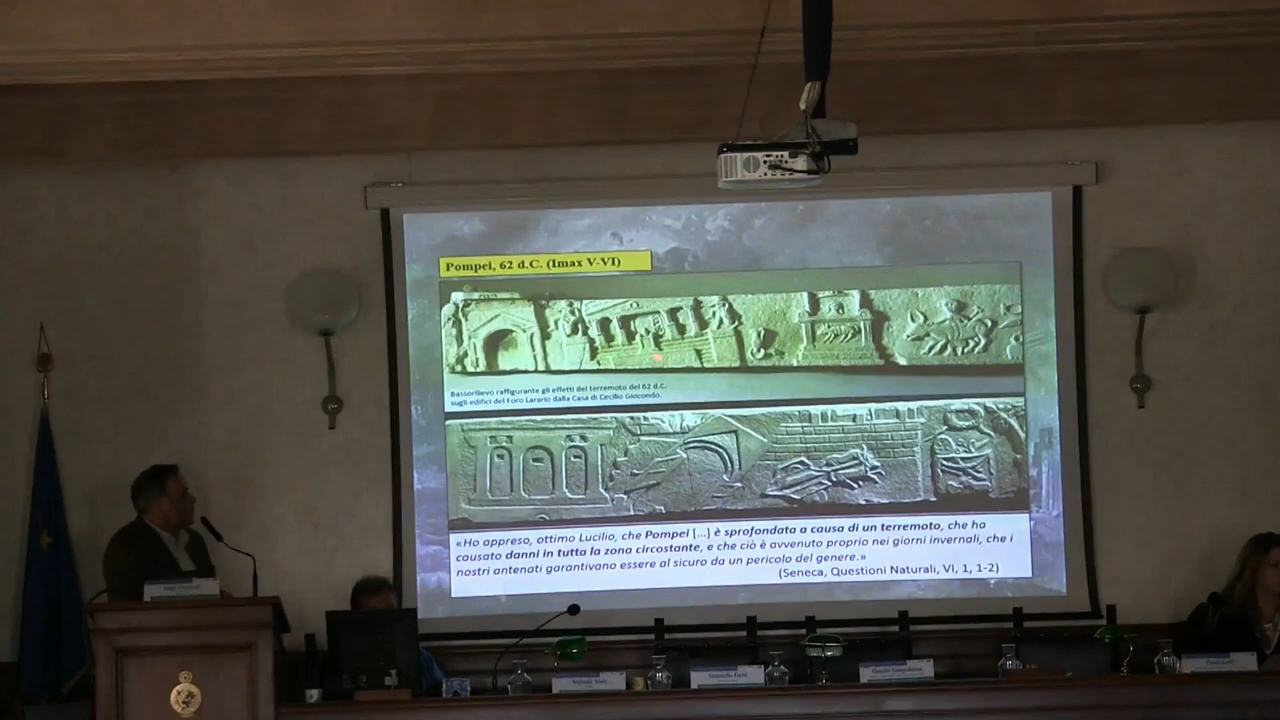 Pompei, 62 d.C. (Imax V-VI)
Bassorilievo raffigurante gli effetti del terremoto del 62 d.C.
sugli edifici del Foro Larario dalla Casa di Cecilio Giocondo.
«Ho appreso, ottimo Lucilio, che Pompei [...] è sprofondata a causa di un terremoto, che ha
causato danni in tutta la zona circostante, e che ciò è avvenuto proprio nei giorni invernali, che i
nostri antenati garantivano essere al sicuro da un pericolo del genere.»
(Seneca, Questioni Naturali, VI, 1, 1-2)